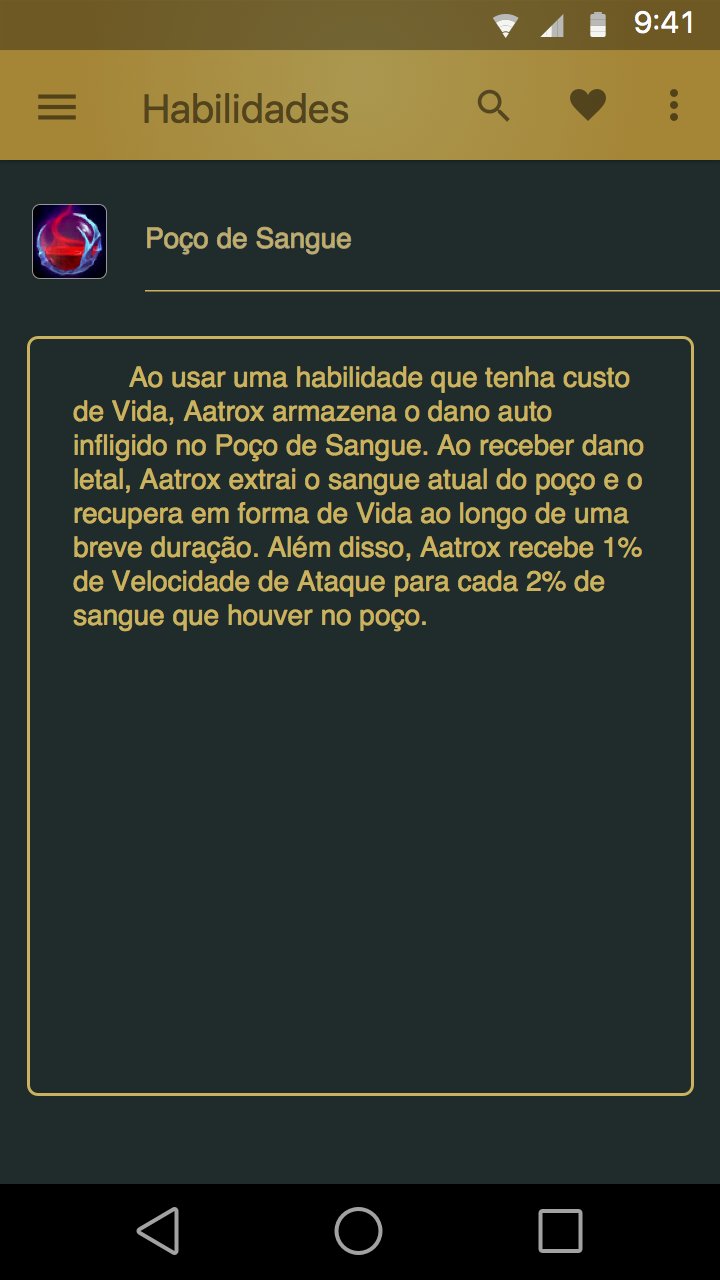 9:41
Habilidades
Poço de Sangue
Ao usar uma habilidade que tenha custo
de Vida, Aatrox armazena o dano auto
infligido no Poço de Sangue. Ao receber dano
letal, Aatrox extrai o sangue atual do poço e o
recupera em forma de Vida ao longo de uma
breve duração. Além disso, Aatrox recebe 1%
de Velocidade de Ataque para cada 2% de
sangue que houver no poço.